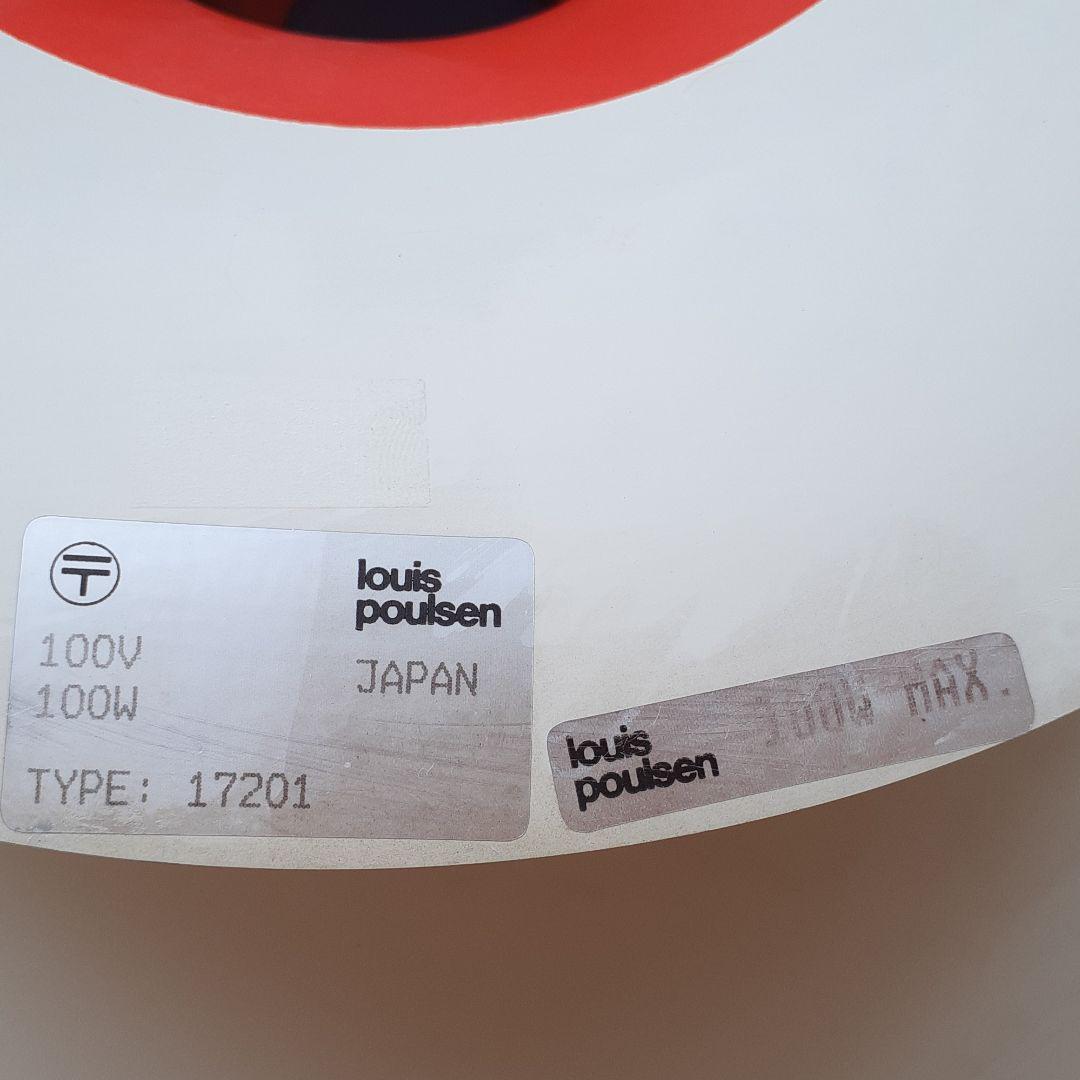 louis
poulsen
100V
JAPAN
100W
TYPE: 17201
louis
poulsen
100W MAX.